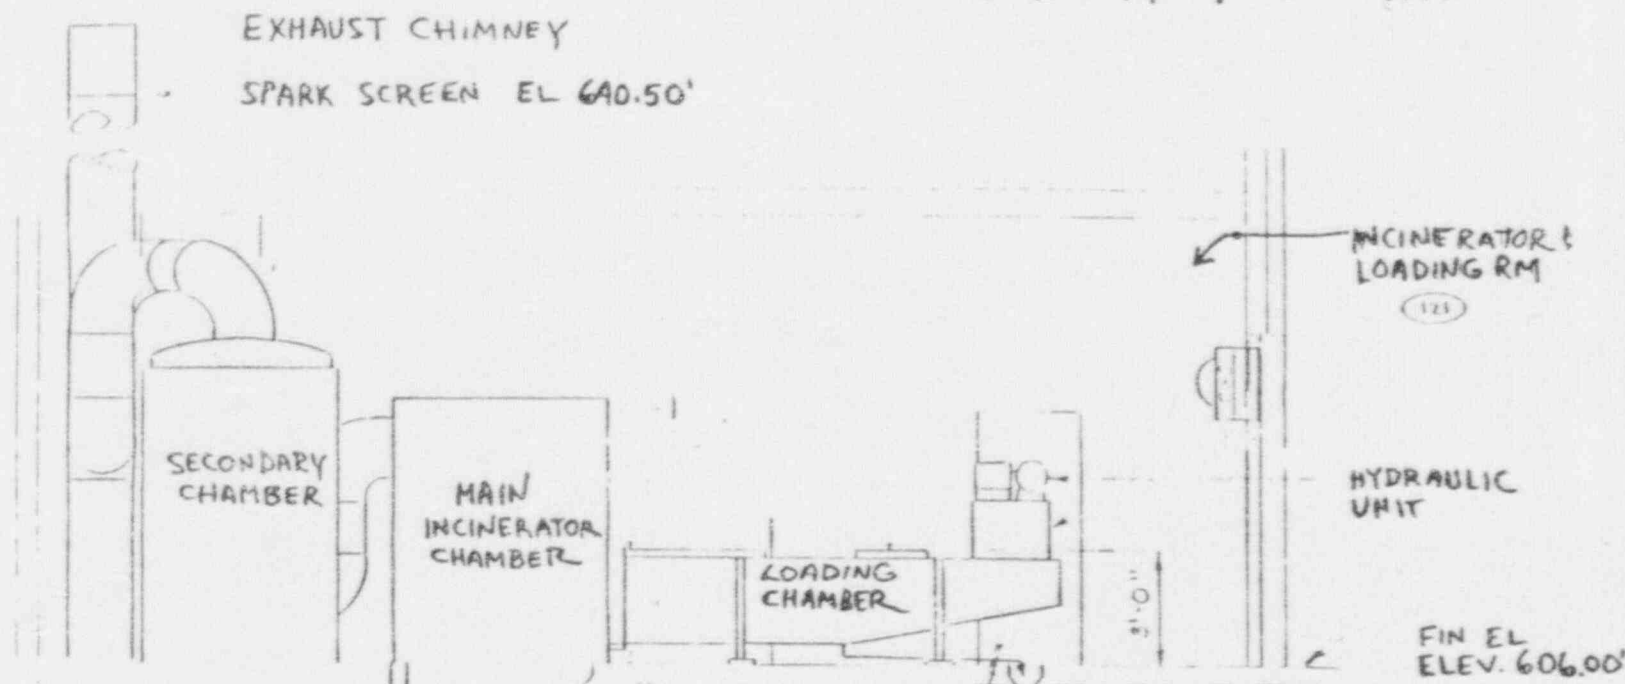 EXHAUST CHIMNEY
SPARK SCREEN EL 640.50'
INCINERATOR &
LOADING RM
121
SECONDARY
CHAMBER
MAIN
INCINERATOR
CHAMBER
HYDRAULIC
UNIT
LOADING
CHAMBER
FIN EL
ELEV. 606.00'